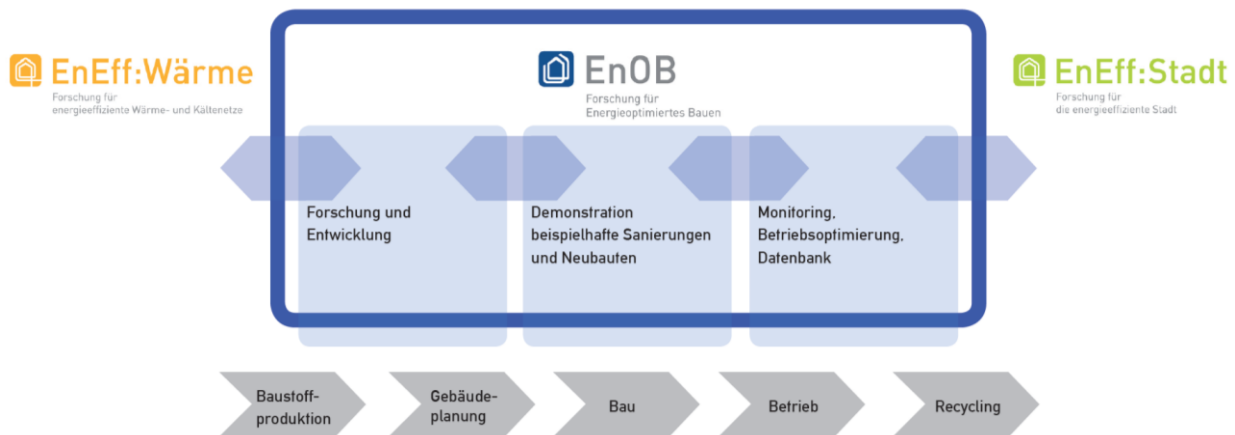 EnEff:Wärme
Forschung für
energieeffiziente Wärme- und Kältenetze
EnOB
Forschung für
Energieoptimiertes Bauen
EnEff:Stadt
Forschung für
die energieeffiziente Stadt
Forschung und
Entwicklung
Demonstration
beispielhafte Sanierungen
und Neubauten
Monitoring,
Betriebsoptimierung,
Datenbank
Baustoff-
produktion
Gebäude-
planung
Bau
Betrieb
Recycling